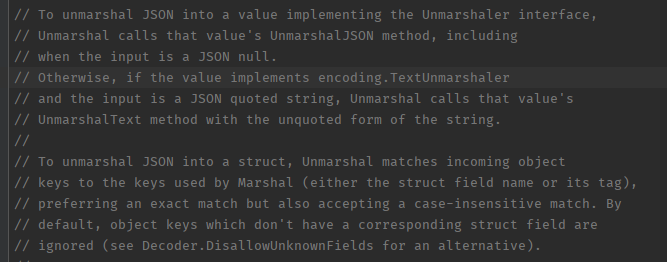 // To unmarshal JSON into a value implementing the Unmarshaler interface,
// Unmarshal calls that value's UnmarshalJSON method, including
// when the input is a JSON null.
// Otherwise, if the value implements encoding.TextUnmarshaler
// and the input is a JSON quoted string, Unmarshal calls that value's
// UnmarshalText method with the unquoted form of the string.
//
// To unmarshal JSON into a struct, Unmarshal matches incoming object
// keys to the keys used by Marshal (either the struct field name or its tag),
// preferring an exact match but also accepting a case-insensitive match. By
// default, object keys which don't have a corresponding struct field are
// ignored (see Decoder.DisallowUnknownFields for an alternative).